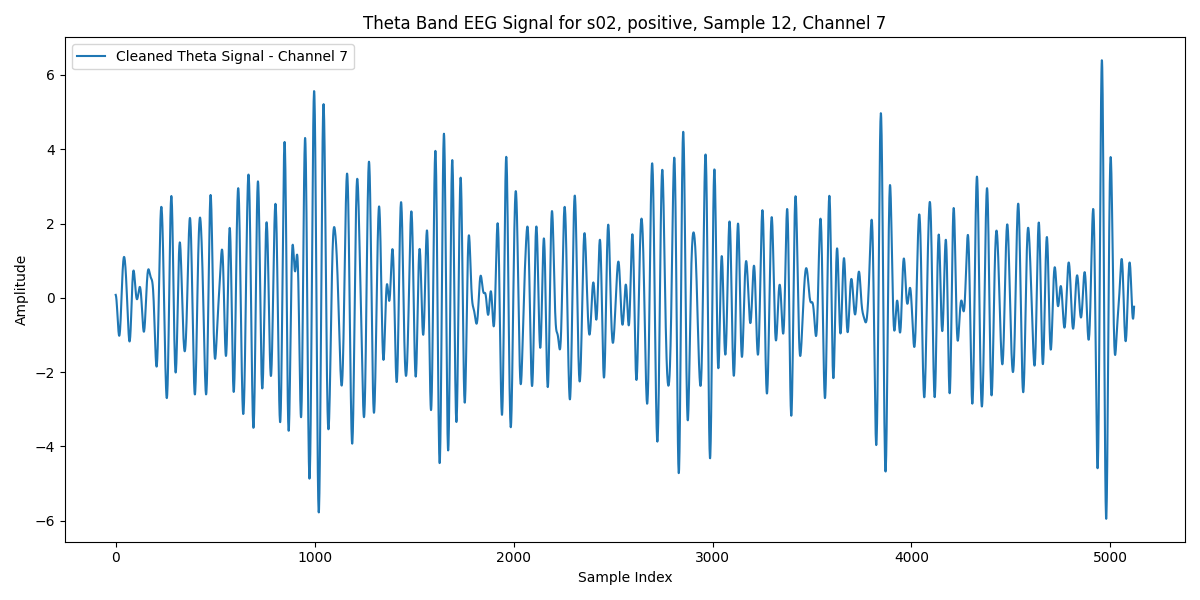 Theta Band EEG Signal for s02, positive, Sample 12, Channel 7
Cleaned Theta Signal - Channel 7
6
4
2
0
−2
−4
−6
Amplitude
0 1000 2000 3000 4000 5000
Sample Index